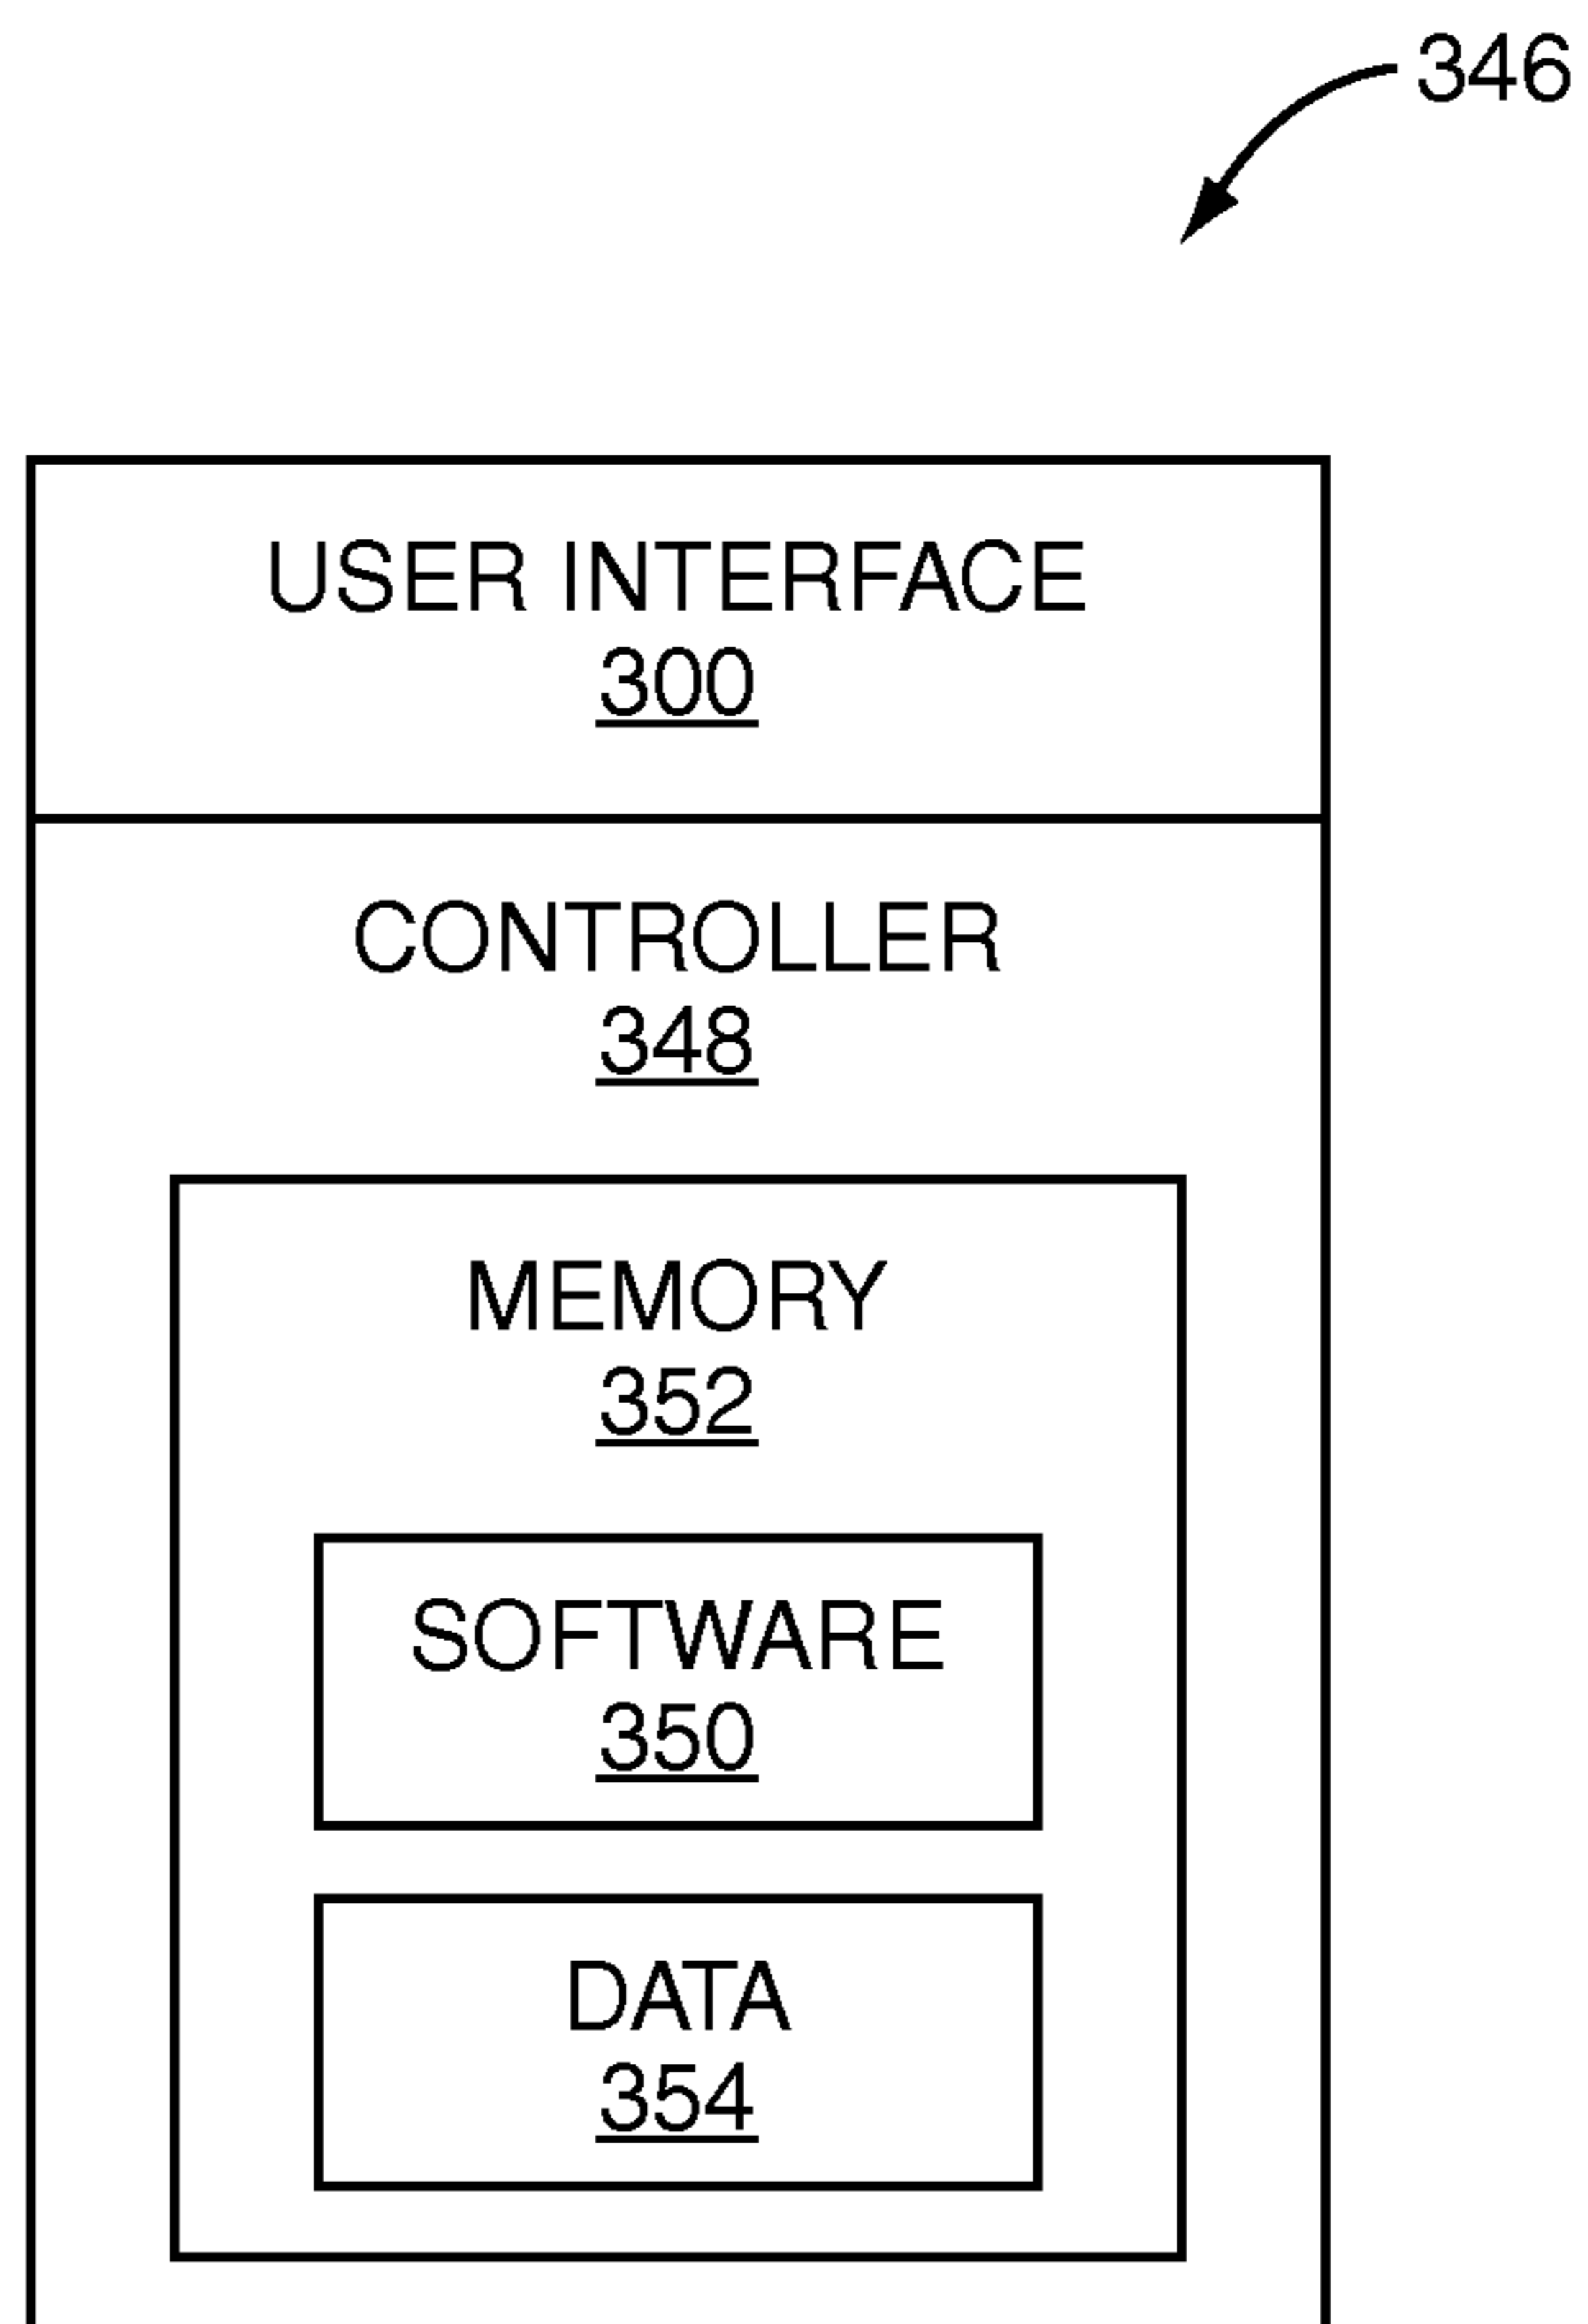 346
USER INTERFACE
300
CONTROLLER
348
MEMORY
352
SOFTWARE
350
DATA
354